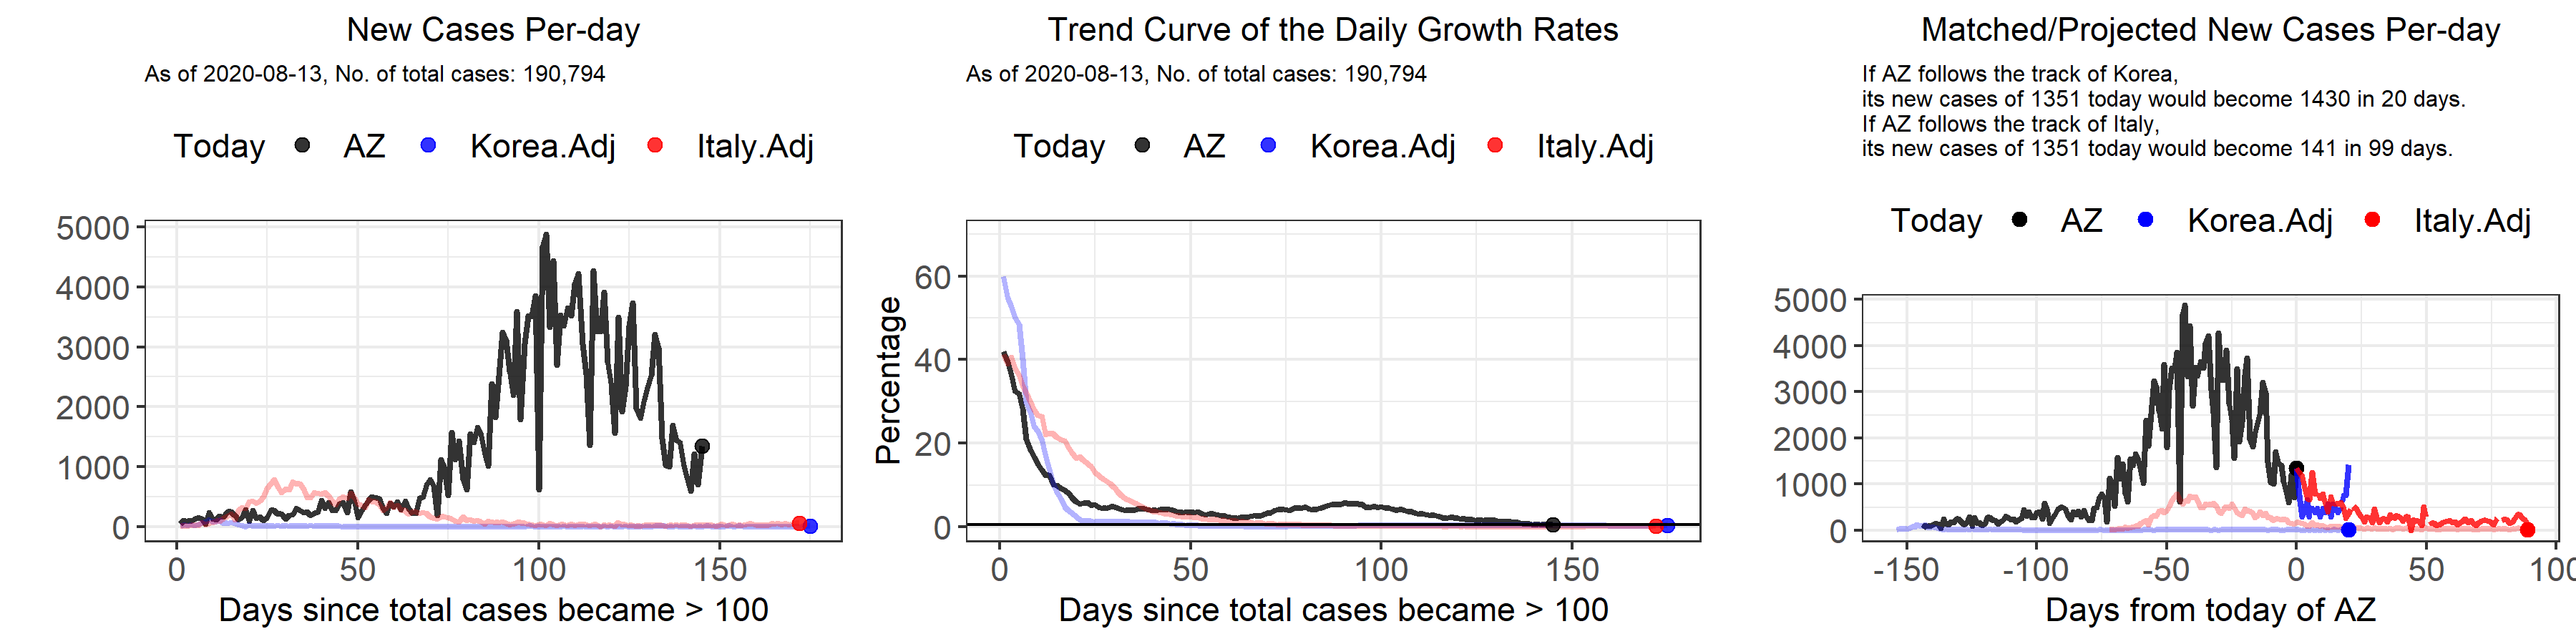 New Cases Per-day
As of 2020-08-13, No. of total cases: 190,794
Today AZ Korea.Adj Italy.Adj
5000
4000
3000
2000
1000
0
0 50 100 150
Days since total cases became > 100
Trend Curve of the Daily Growth Rates
As of 2020-08-13, No. of total cases: 190,794
Today AZ Korea.Adj Italy.Adj
Percentage
60
40
20
0
0 50 100 150
Days since total cases became > 100
Matched/Projected New Cases Per-day
If AZ follows the track of Korea,
its new cases of 1351 today would become 1430 in 20 days.
If AZ follows the track of Italy,
its new cases of 1351 today would become 141 in 99 days.
Today AZ Korea.Adj Italy.Adj
5000
4000
3000
2000
1000
0
-150 -100 -50 0 50 100
Days from today of AZ